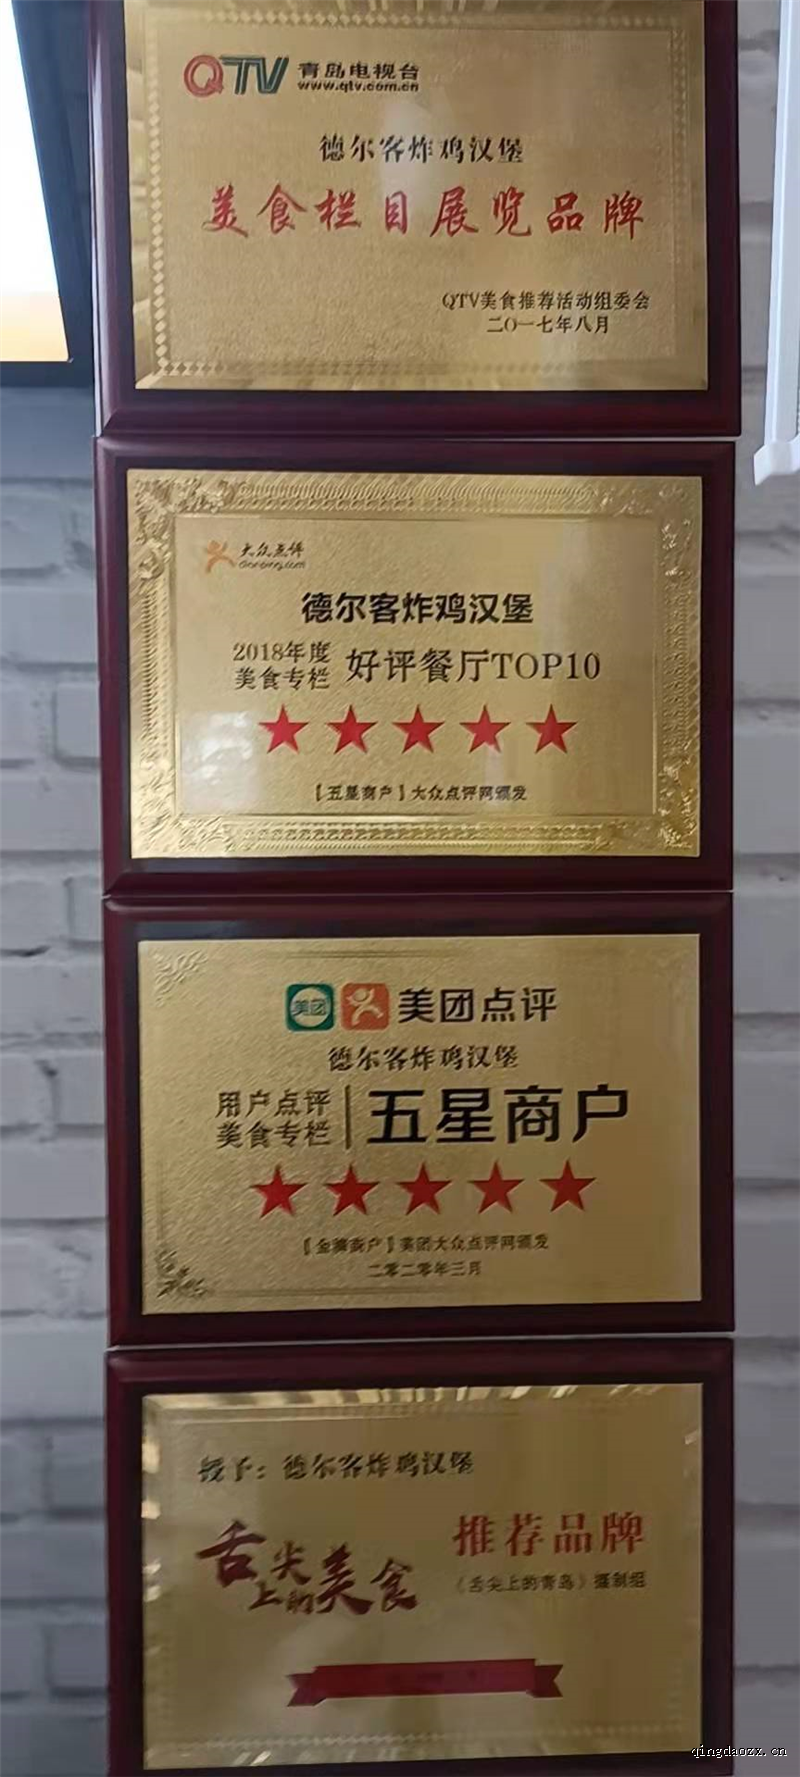 QTV 青岛电视台
www.qtv.com.cn
德尔客炸鸡汉堡
美食栏目展览品牌
QTV美食推荐活动组委会
二〇一七年八月
大众点评
dianping.com
德尔客炸鸡汉堡
2018年度
美食专栏 好评餐厅TOP10
【五星商户】大众点评网颁发
美团 美团点评
德尔客炸鸡汉堡
用户点评
美食专栏 五星商户
【金牌商户】美团大众点评网颁发
二零二零年三月
授予：德尔客炸鸡汉堡
舌尖上的美食
推荐品牌
《舌尖上的青岛》摄制组
qingdaozx.cn